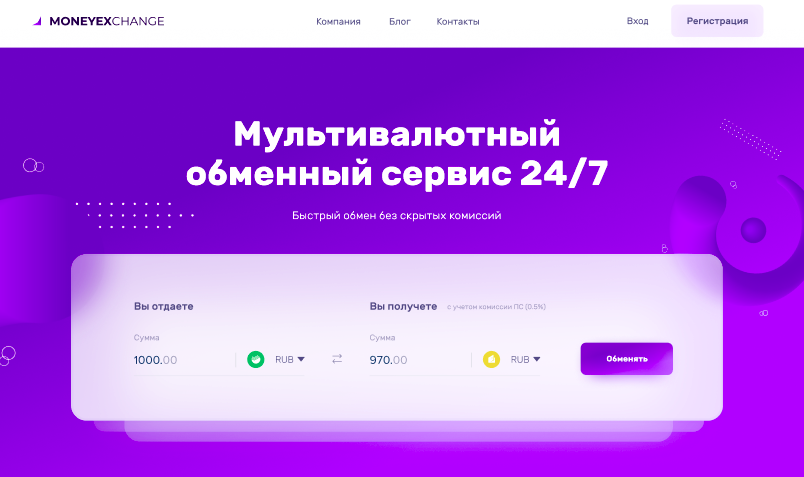 MONEYEXCHANGE
Компания Блог Контакты
Вход
Регистрация
Мультивалютный
обменный сервис 24/7
Быстрый обмен без скрытых комиссий
Вы отдаете
Вы получете с учетом комиссии ПС (0.5%)
Сумма
Сумма
1000.00 RUB
970.00 RUB
Обменять